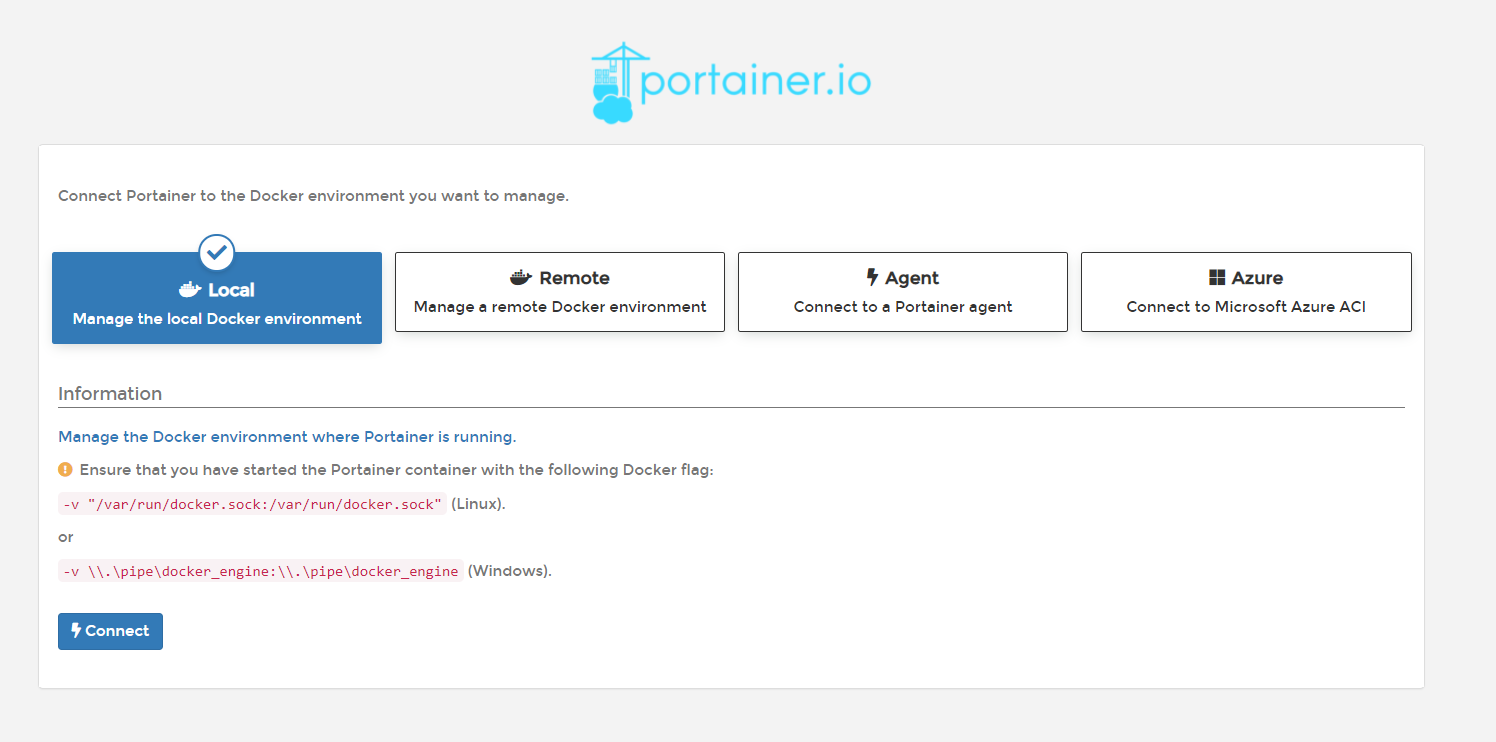 portainer.io
Connect Portainer to the Docker environment you want to manage.
Local
Manage the local Docker environment
Remote
Manage a remote Docker environment
Agent
Connect to a Portainer agent
Azure
Connect to Microsoft Azure ACI
Information
Manage the Docker environment where Portainer is running.
Ensure that you have started the Portainer container with the following Docker flag:
-v "/var/run/docker.sock:/var/run/docker.sock" (Linux).
or
-v \\.\pipe\docker_engine:\\.\pipe\docker_engine (Windows).
Connect